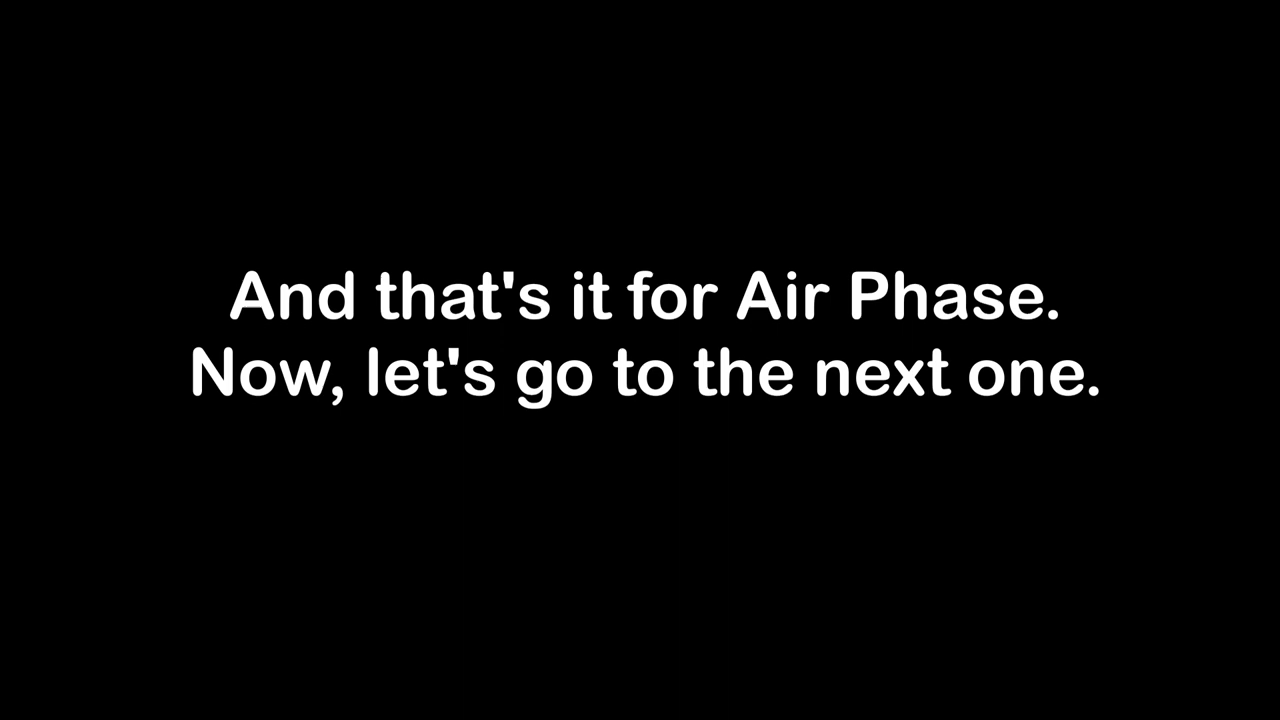 And that's it for Air Phase.
Now, let's go to the next one.